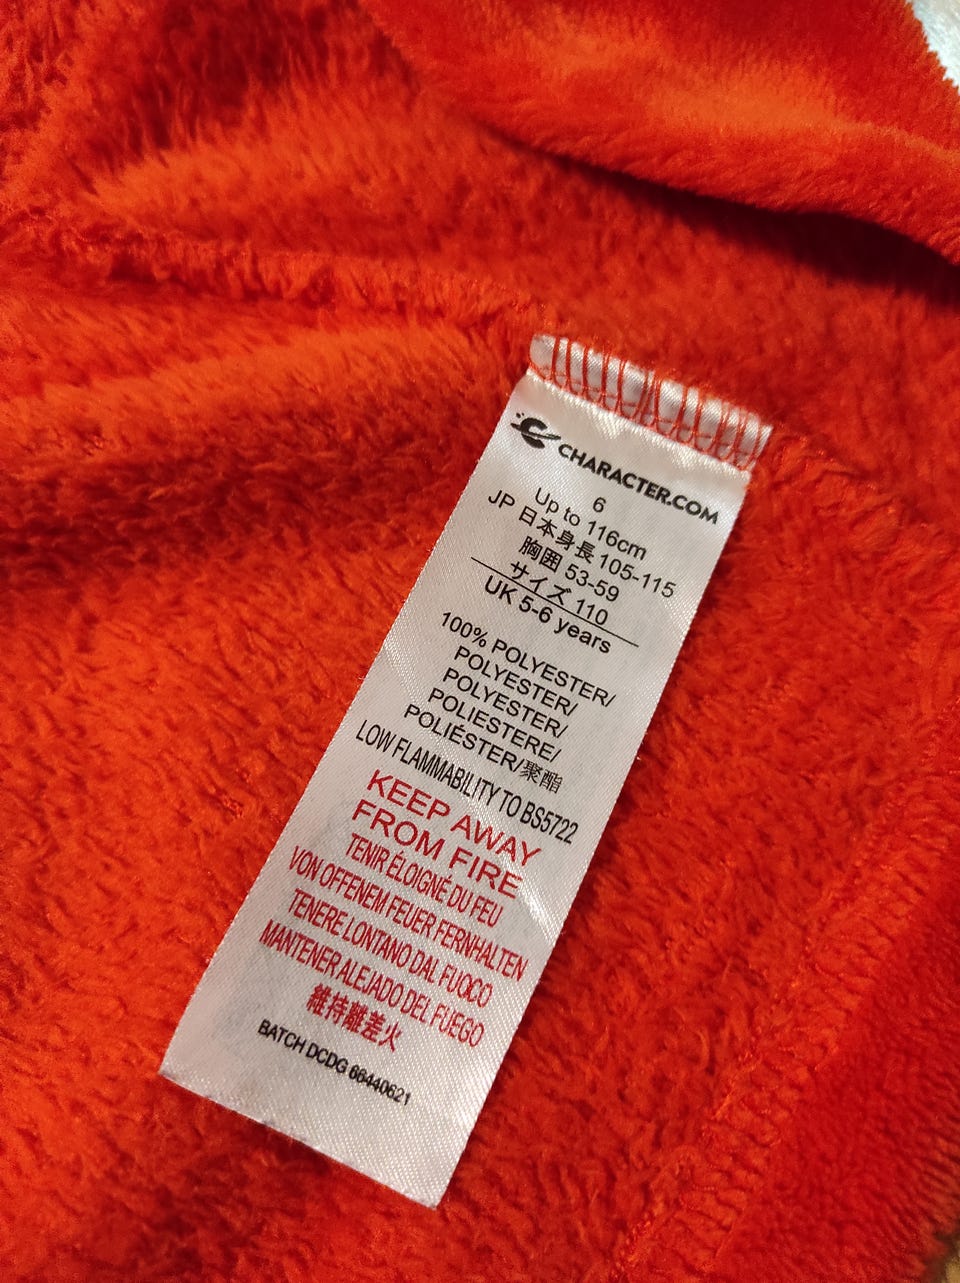 CHARACTER.COM
6
Up to 116cm
JP 日本身長 105-115
胸囲 53-59
サイズ 110
UK 5-6 years
100% POLYESTER/
POLYESTER/
POLYESTER/
POLIESTERE/
POLIÉSTER/聚酯
LOW FLAMMABILITY TO BS5722
KEEP AWAY
FROM FIRE
TENIR ÉLOIGNÉ DU FEU
VON OFFENEM FEUER FERNHALTEN
TENERE LONTANO DAL FUOCO
MANTENER ALEJADO DEL FUEGO
維持離差火
BATCH DCDG 66440621